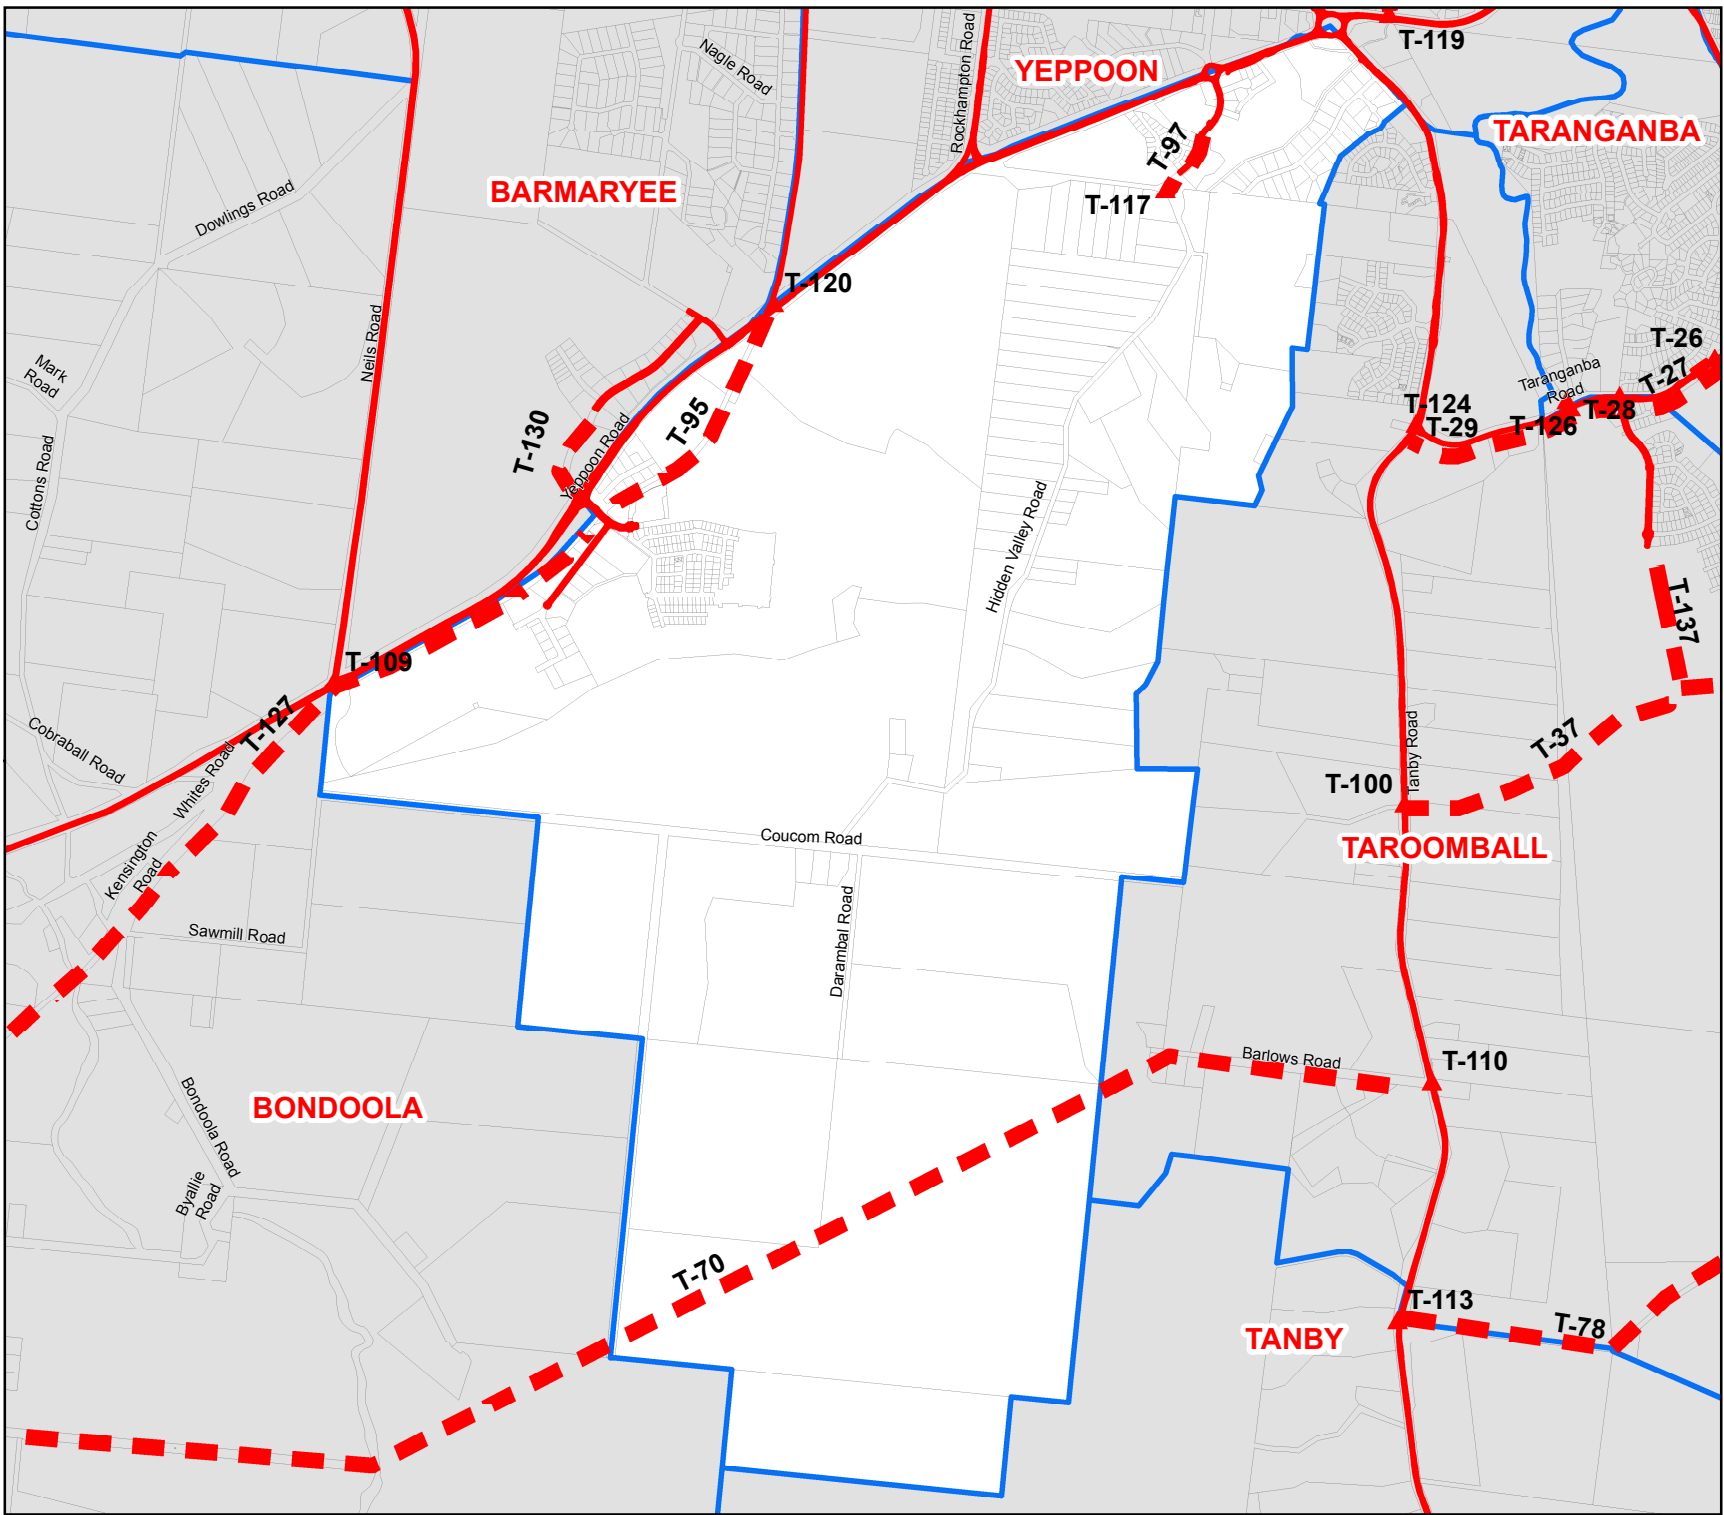 T-119
YEPPOON
Nagle Road
Rockhampton Road
TARANGANBA
T-97
BARMARYEE
Dowlings Road
T-117
T-120
Neils Road
T-26
Mark
Road
Taranganba
Road
T-27
T-124
T-28
T-29
T-126
T-95
T-130
Yeppoon Road
Cottons Road
Hidden Valley Road
T-137
T-109
T-127
Cobraball Road
Whites Road
T-37
Tanby Road
T-100
Coucom Road
TAROOMBALL
Kensington
Road
Sawmill Road
Darambal Road
Barlows Road
T-110
BONDOOLA
Bondoola Road
Byallie
Road
T-70
T-113
T-78
TANBY